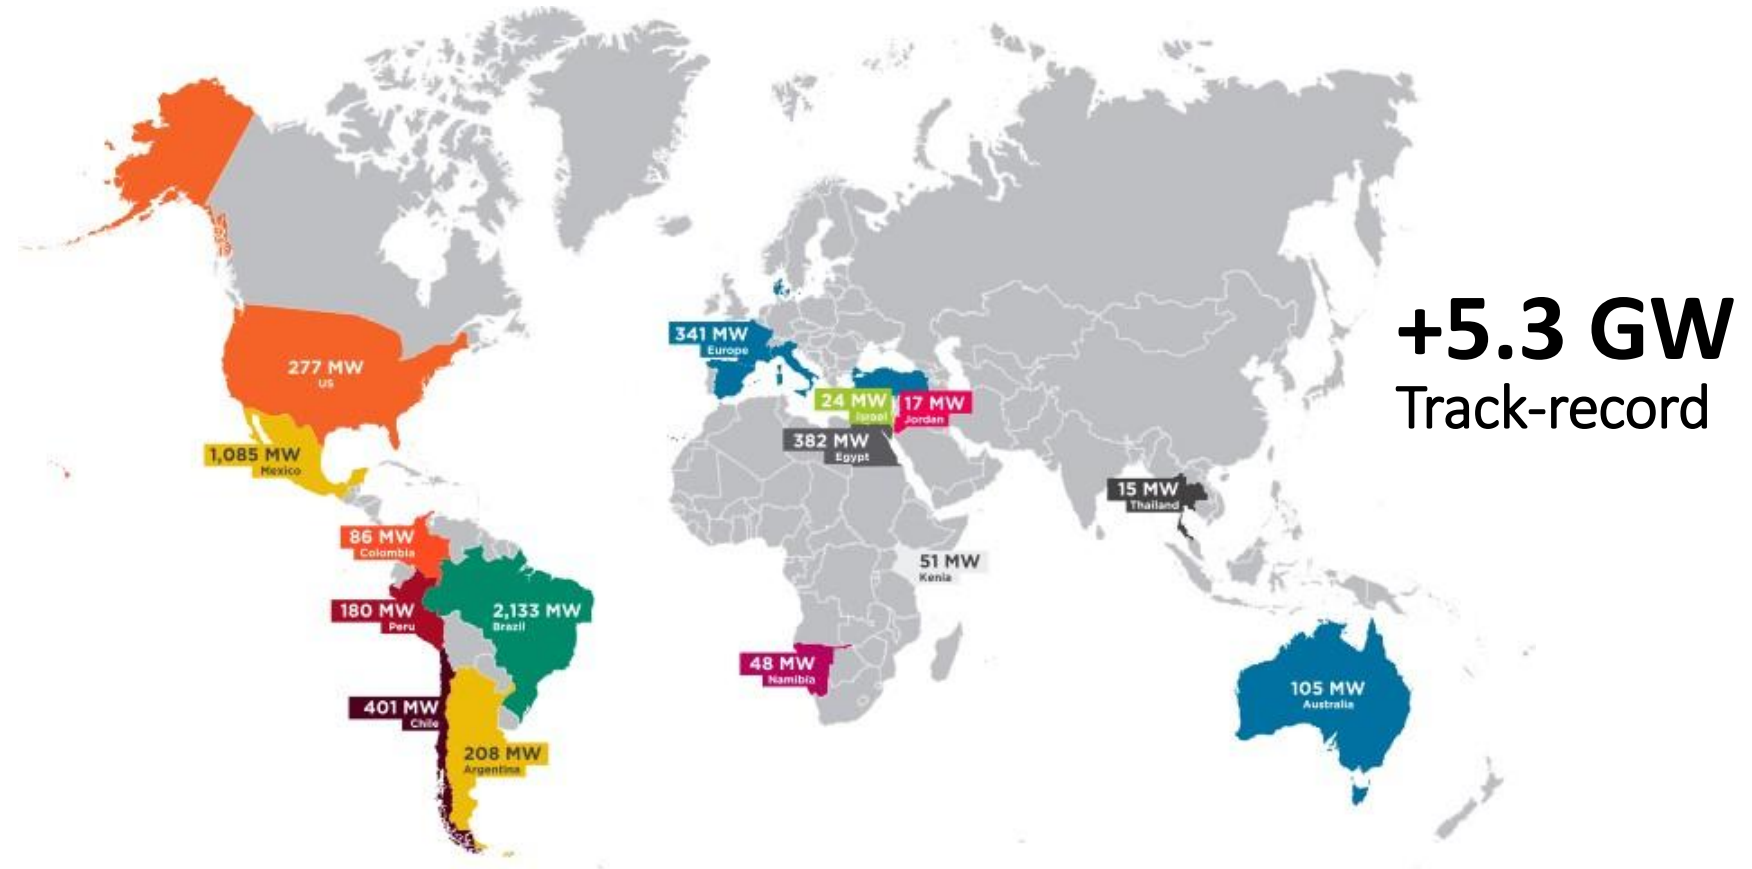 341 MW
Europe
277 MW
US
24 MW
Israel
17 MW
Jordan
382 MW
Egypt
1,085 MW
Mexico
15 MW
Thailand
86 MW
Colombia
51 MW
Kenia
180 MW
Peru
2,133 MW
Brazil
48 MW
Namibia
401 MW
Chile
105 MW
Australia
208 MW
Argentina
+5.3 GW
Track-record